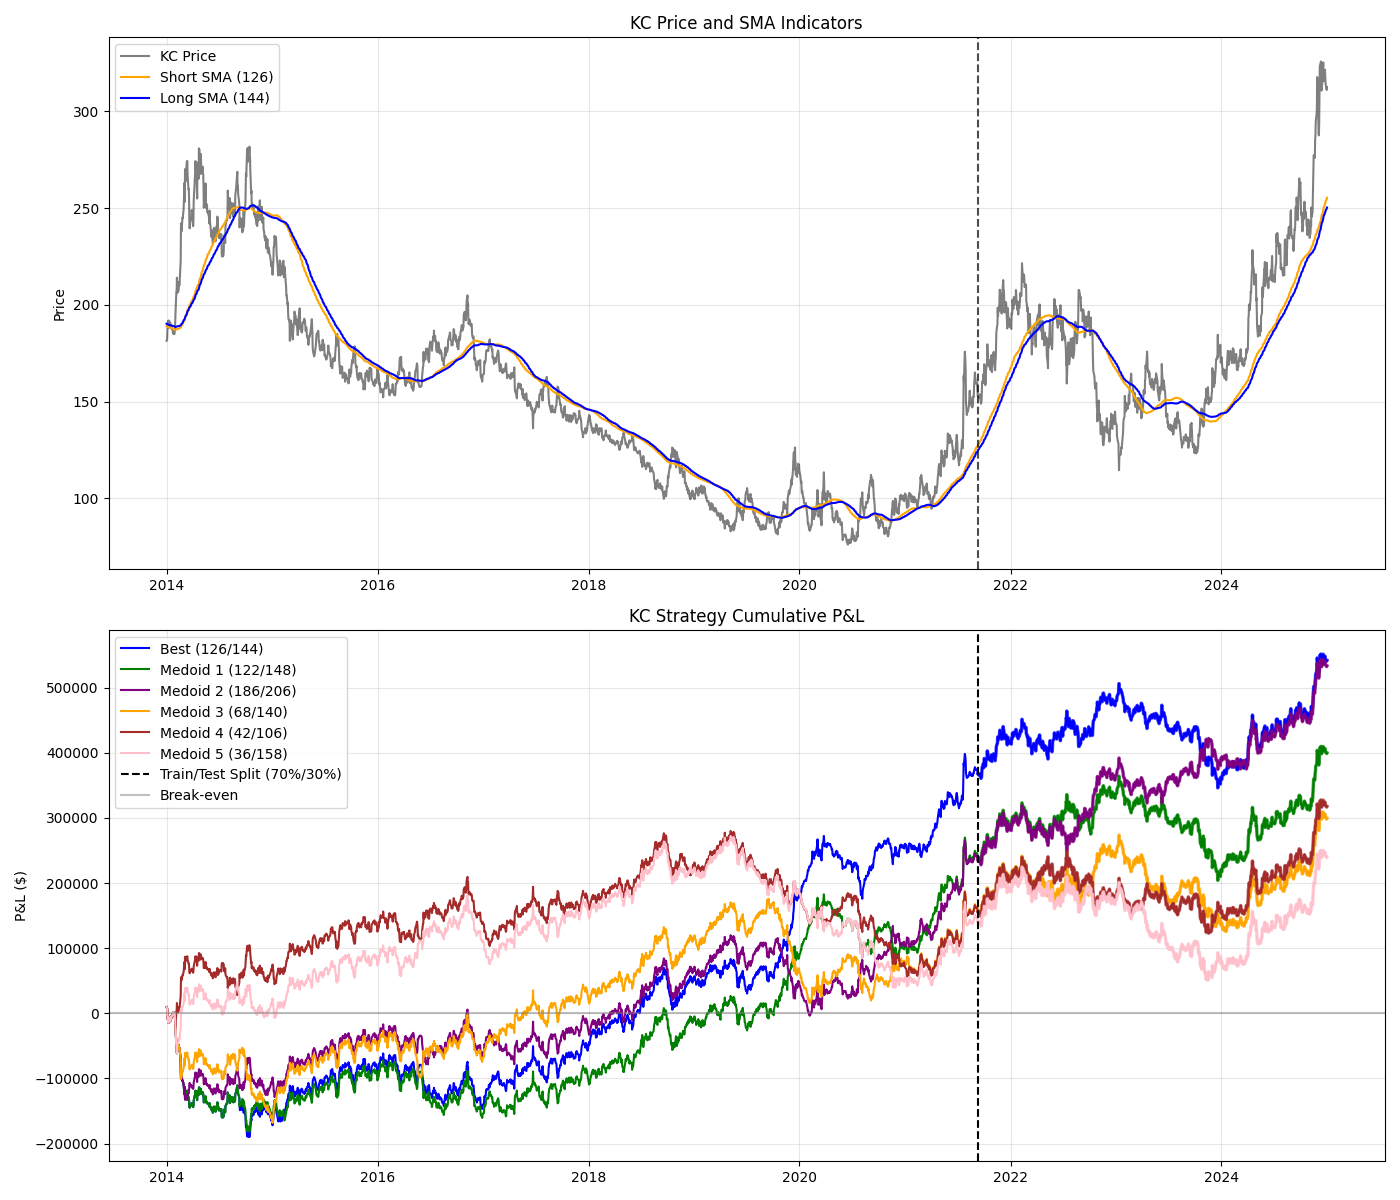 KC Price and SMA Indicators
KC Price
Short SMA (126)
Long SMA (144)
Price
300
250
200
150
100
2014
2016
2018
2020
2022
2024
KC Strategy Cumulative P&L
Best (126/144)
Medoid 1 (122/148)
Medoid 2 (186/206)
Medoid 3 (68/140)
Medoid 4 (42/106)
Medoid 5 (36/158)
Train/Test Split (70%/30%)
Break-even
P&L ($)
500000
400000
300000
200000
100000
0
−100000
−200000
2014
2016
2018
2020
2022
2024